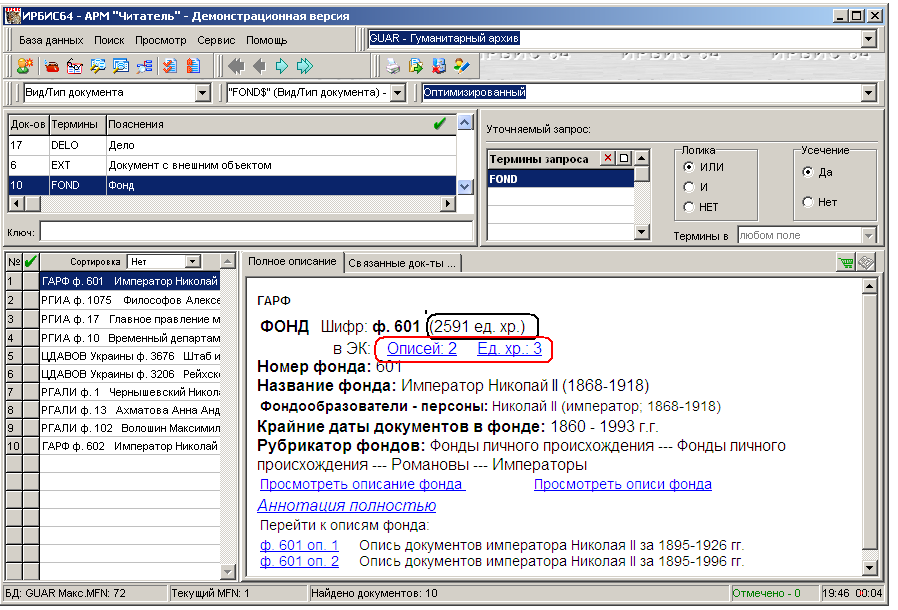 ИРБИС64 - АРМ "Читатель" - Демонстрационная версия
База данных Поиск Просмотр Сервис Помощь
GUAR - Гуманитарный архив
Вид/Тип документа
"FOND$" (Вид/Тип документа) -
Оптимизированный
Док-ов Термины Пояснения
17 DELO Дело
6 EXT Документ с внешним объектом
10 FOND Фонд
Ключ:
Уточняемый запрос:
Термины запроса
FOND
Логика
ИЛИ
И
НЕТ
Усечение
Да
Нет
Термины в любом поле
№ Сортировка Нет
1 ГАРФ ф. 601 Император Николай
2 РГИА ф. 1075 Философов Алексе
3 РГИА ф. 17 Главное правление м
4 РГИА ф. 10 Временный департам
5 ЦДАВОВ Украины ф. 3676 Штаб и
6 ЦДАВОВ Украины ф. 3206 Рейхск
7 РГАЛИ ф. 1 Чернышевский Никол
8 РГАЛИ ф. 13 Ахматова Анна Анд
9 РГАЛИ ф. 102 Волошин Максимил
10 ГАРФ ф. 602 Император Николай
Полное описание Связанные док-ты ...
ГАРФ
ФОНД Шифр: ф. 601 (2591 ед. хр.)
в ЭК: Описей: 2 Ед. хр.: 3
Номер фонда: 601
Название фонда: Император Николай II (1868-1918)
Фондообразователи - персоны: Николай II (император; 1868-1918)
Крайние даты документов в фонде: 1860 - 1993 г.г.
Рубрикатор фондов: Фонды личного происхождения --- Фонды личного
происхождения --- Романовы --- Императоры
Просмотреть описание фонда Просмотреть описи фонда
Аннотация полностью
Перейти к описям фонда:
ф. 601 оп. 1 Опись документов императора Николая II за 1895-1926 гг.
ф. 601 оп. 2 Опись документов императора Николая II за 1895-1996 гг.
БД: GUAR Макс.MFN: 72 Текущий MFN: 1 Найдено документов: 10 Отмечено - 0 19:46 00:04